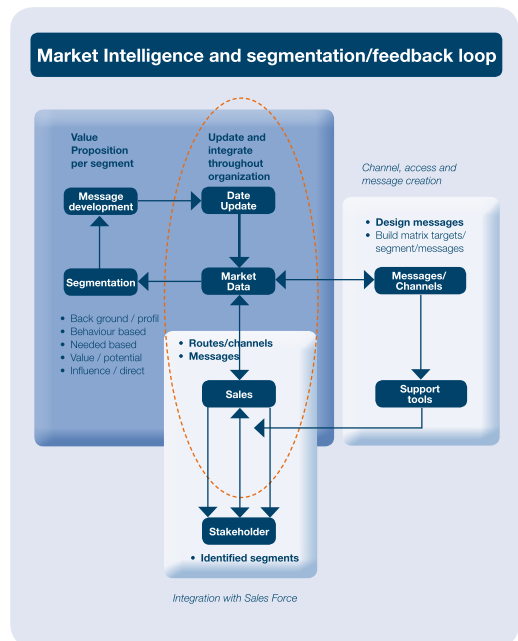 Market Intelligence and segmentation/feedback loop
Value
Proposition
per segment
Update and
integrate
throughout
organization
Channel, access and
message creation
Message
development
Date
Update
• Design messages
• Build matrix targets/
segment/messages
Segmentation
Market
Data
Messages/
Channels
• Back ground / profil
• Behaviour based
• Needed based
• Value / potential
• Influence / direct
• Routes/channels
• Messages
Sales
Support
tools
Stakeholder
• Identified segments
Integration with Sales Force